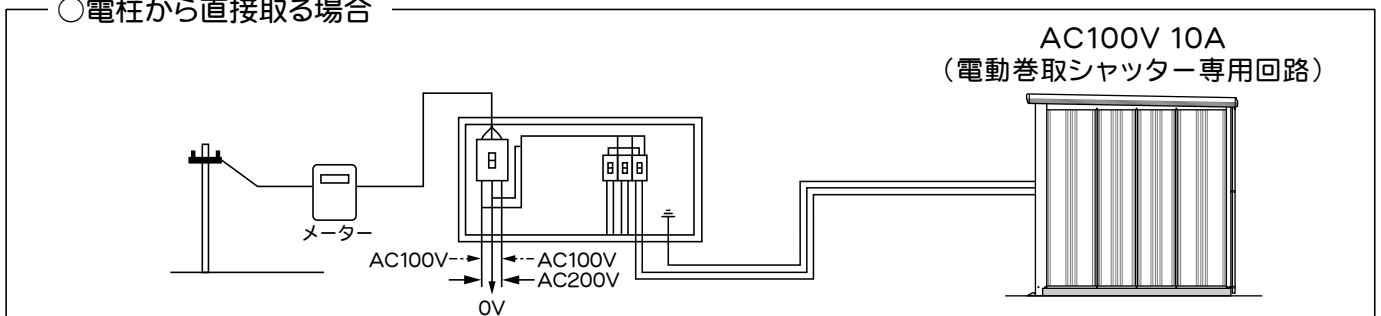 ○電柱から直接取る場合
AC100V 10A
（電動巻取シャッター専用回路）
メーター
AC100V
AC100V
AC200V
0V